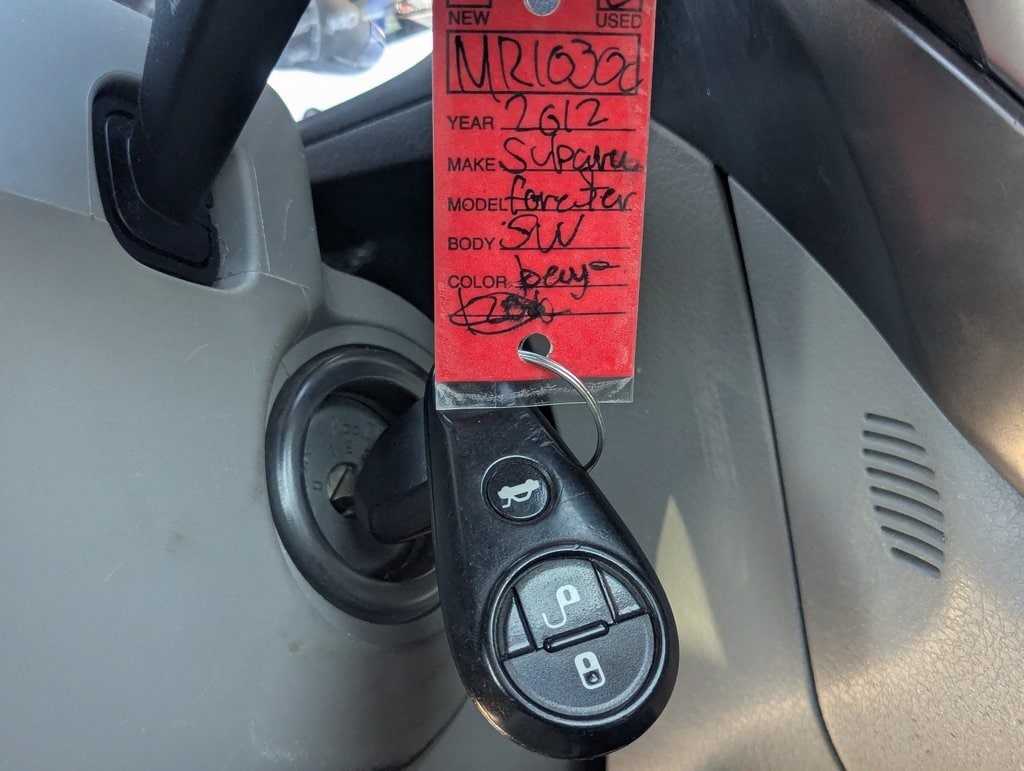 NEW USED
MR1030d
YEAR 2012
MAKE Subaru
MODEL forester
BODY SW
COLOR beige